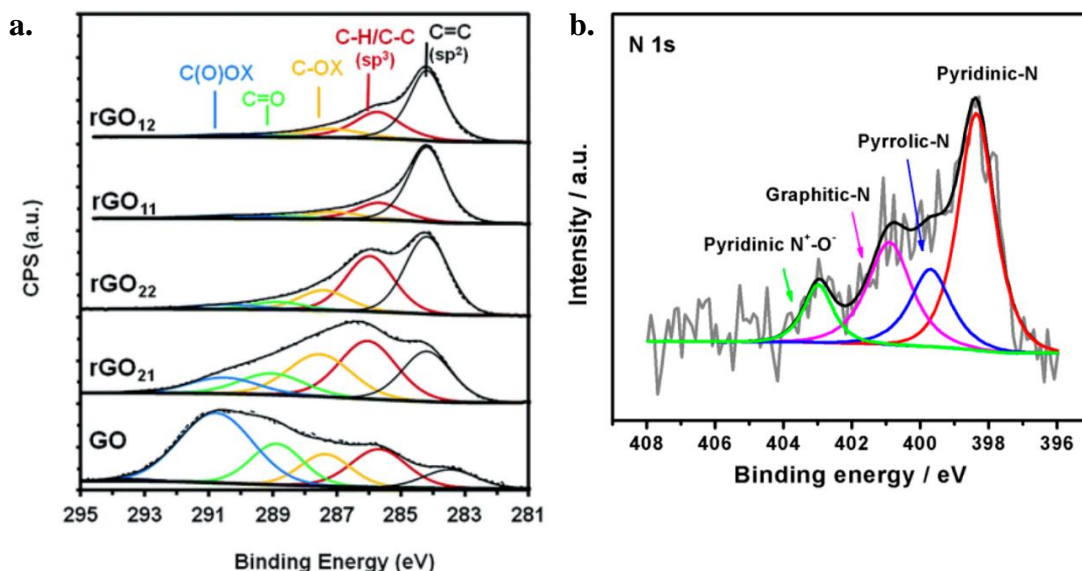 a.
C=C
(sp²)
C-H/C-C
(sp³)
C-OX
C=O
C(O)OX
rGO₁₂
rGO₁₁
rGO₂₂
rGO₂₁
GO
CPS (a.u.)
295 293 291 289 287 285 283 281
Binding Energy (eV)
b.
N 1s
Pyridinic-N
Pyrrolic-N
Graphitic-N
Pyridinic N⁺-O⁻
Intensity / a.u.
408 406 404 402 400 398 396
Binding energy / eV